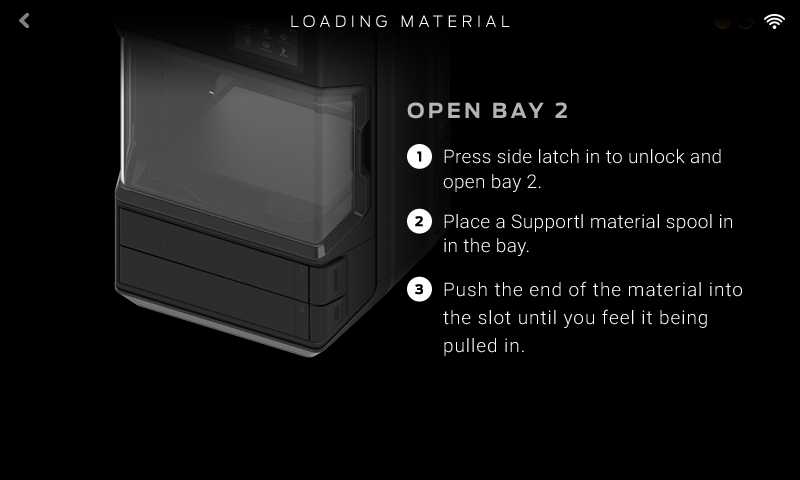 LOADING MATERIAL
OPEN BAY 2
1 Press side latch in to unlock and
open bay 2.
2 Place a Supportl material spool in
in the bay.
3 Push the end of the material into
the slot until you feel it being
pulled in.